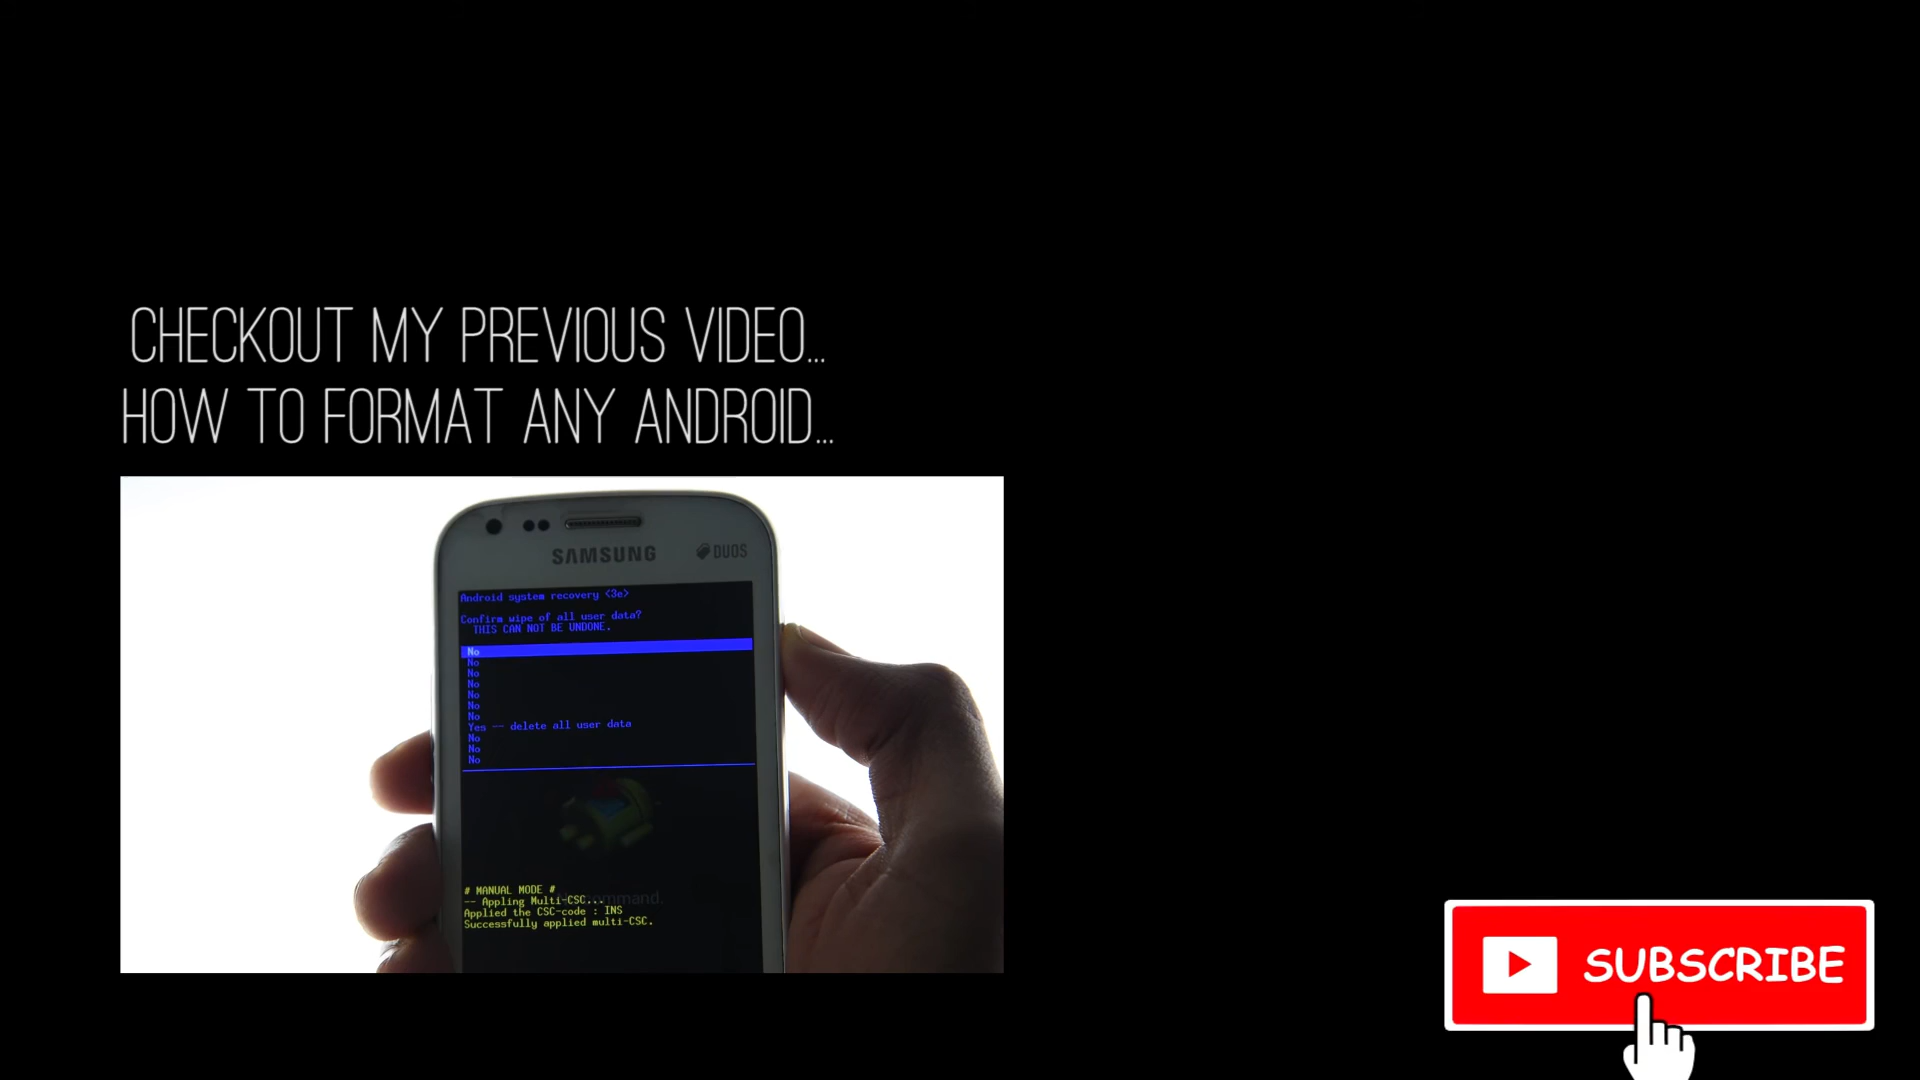 CHECKOUT MY PREVIOUS VIDEO...
HOW TO FORMAT ANY ANDROID...
SAMSUNG
DUOS
Android system recovery <3e>
Confirm wipe of all user data?
THIS CAN NOT BE UNDONE.
No
No
No
No
No
No
No
Yes -- delete all user data
No
No
No
# MANUAL MODE #
-- Appling Multi-CSC...
Applied the CSC-code : INS
Successfully applied multi-CSC.
SUBSCRIBE